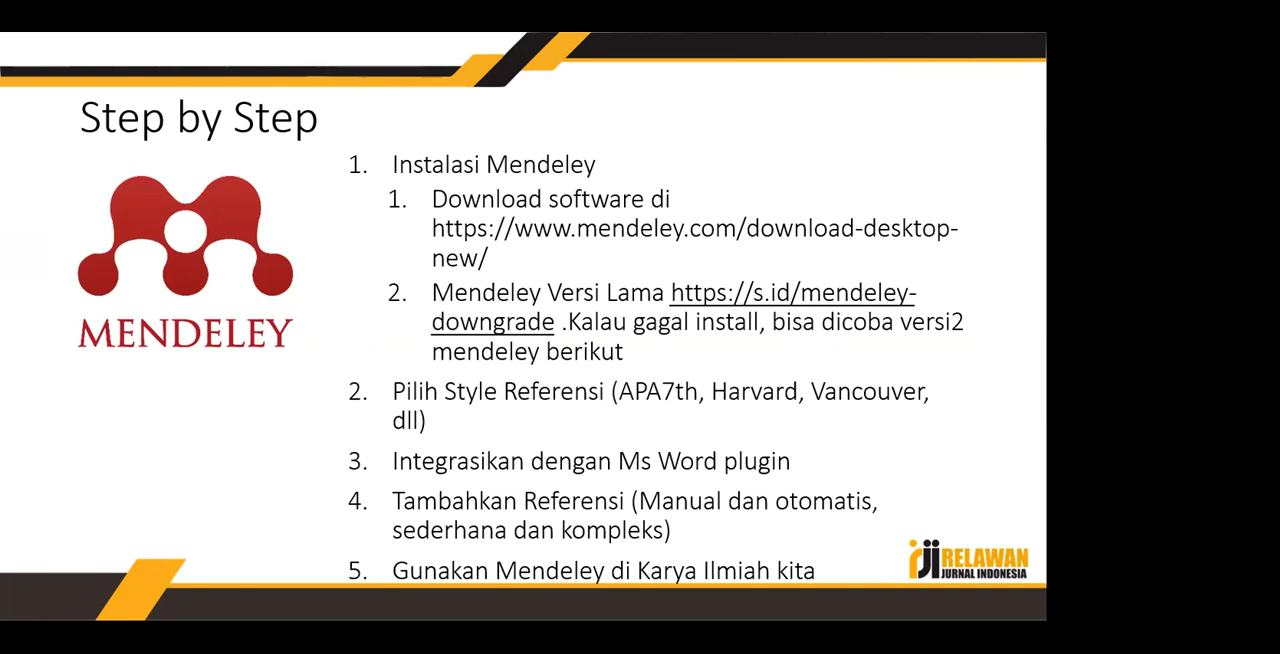 Step by Step
MENDELEY
1. Instalasi Mendeley
1. Download software di
https://www.mendeley.com/download-desktop-
new/
2. Mendeley Versi Lama https://s.id/mendeley-
downgrade .Kalau gagal install, bisa dicoba versi2
mendeley berikut
2. Pilih Style Referensi (APA7th, Harvard, Vancouver,
dll)
3. Integrasikan dengan Ms Word plugin
4. Tambahkan Referensi (Manual dan otomatis,
sederhana dan kompleks)
5. Gunakan Mendeley di Karya Ilmiah kita
rji RELAWAN
JURNAL INDONESIA